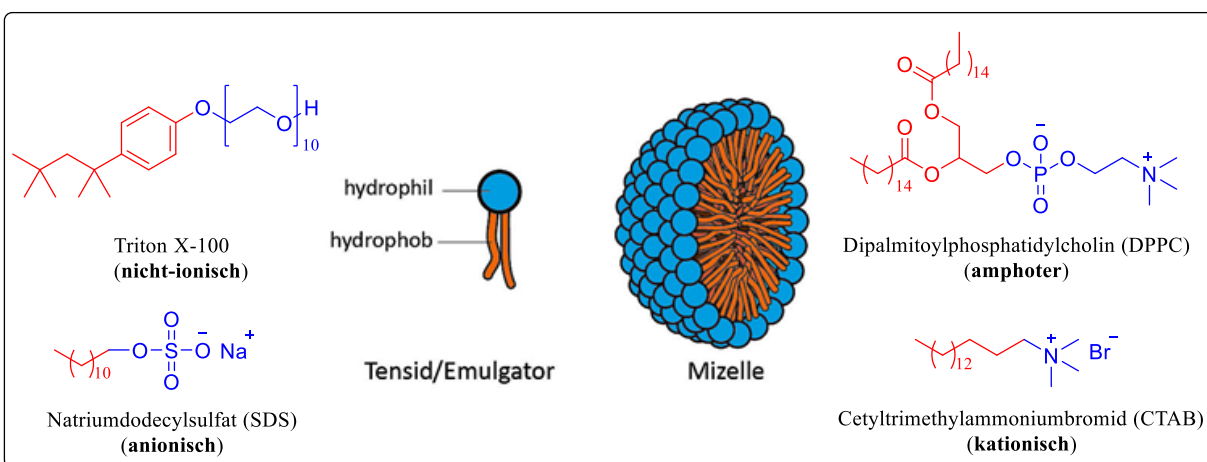 O
O
H
10
Triton X-100
(nicht-ionisch)
O
O
S
O
−
Na
+
O
10
Natriumdodecylsulfat (SDS)
(anionisch)
hydrophil
hydrophob
Tensid/Emulgator
Mizelle
O
14
O
O
14
O
O
−
O
P
O
O
N
+
Dipalmitoylphosphatidylcholin (DPPC)
(amphoter)
12
N
+
Br
−
Cetyltrimethylammoniumbromid (CTAB)
(kationisch)